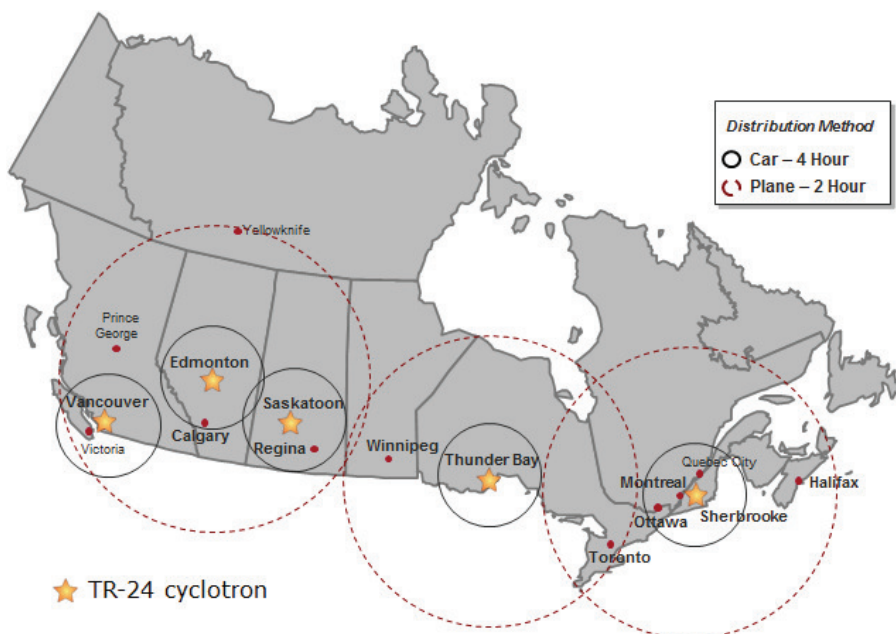 Distribution Method
Car – 4 Hour
Plane – 2 Hour
Yellowknife
Prince
George
Edmonton
Vancouver
Saskatoon
Victoria
Calgary
Regina
Winnipeg
Thunder Bay
Quebec City
Montreal
Halifax
Ottawa
Sherbrooke
Toronto
TR-24 cyclotron